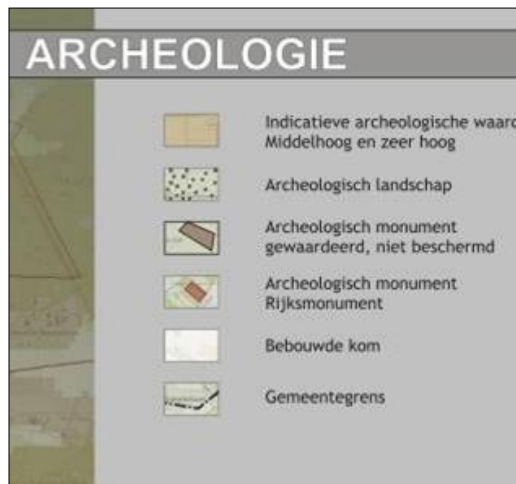 ARCHEOLOGIE
Indicatieve archeologische waard
Middelhoog en zeer hoog
Archeologisch landschap
Archeologisch monument
gewaardeerd, niet beschermd
Archeologisch monument
Rijksmonument
Bebouwde kom
Gemeentegrens